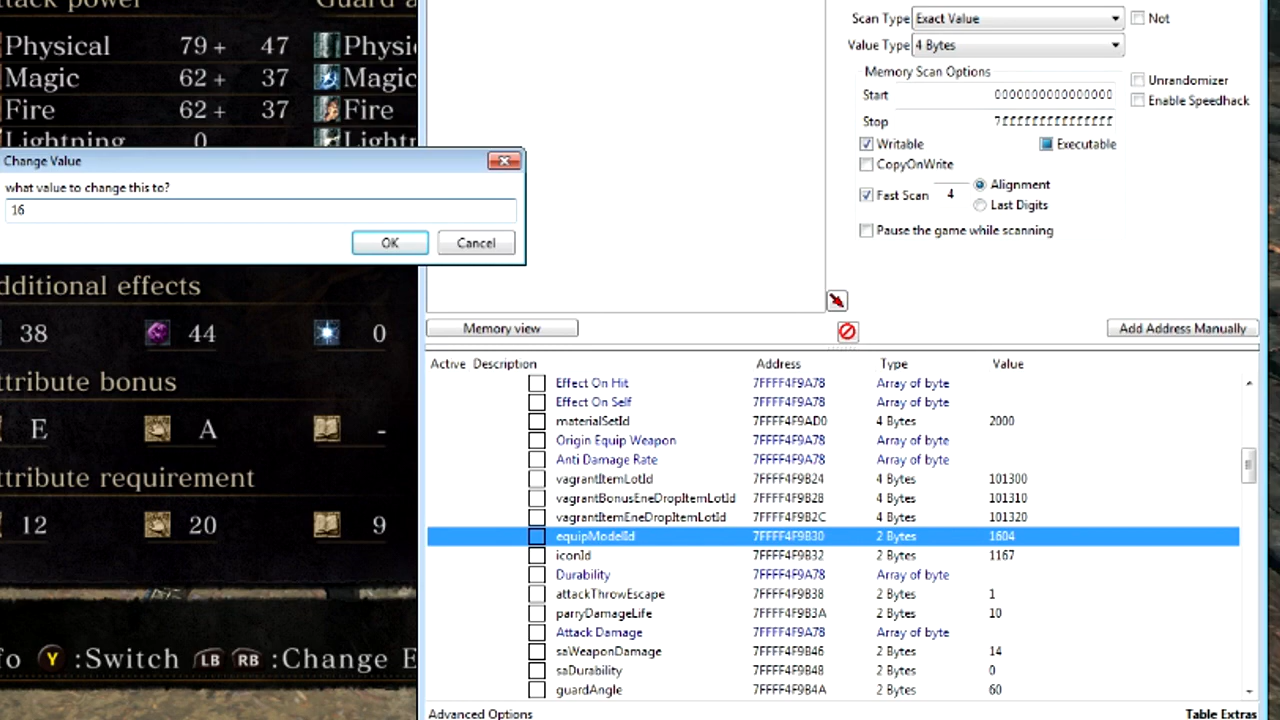 ttack power
Guard a
Physical 79 + 47
Physi
Magic 62 + 37
Magic
Fire 62 + 37
Fire
Lightning 0
Light
Change Value
what value to change this to?
16
OK Cancel
dditional effects
38 44 0
ttribute bonus
E A -
ttribute requirement
12 20 9
fo Y :Switch LB RB :Change E
Scan Type Exact Value Not
Value Type 4 Bytes
Memory Scan Options
Unrandomizer
Start 0000000000000000
Enable Speedhack
Stop 7fffffffffffffff
Writable Executable
CopyOnWrite
Fast Scan 4 Alignment
Last Digits
Pause the game while scanning
Memory view Add Address Manually
Active Description Address Type Value
Effect On Hit 7FFFF4F9A78 Array of byte
Effect On Self 7FFFF4F9A78 Array of byte
materialSetId 7FFFF4F9AD0 4 Bytes 2000
Origin Equip Weapon 7FFFF4F9A78 Array of byte
Anti Damage Rate 7FFFF4F9A78 Array of byte
vagrantItemLotId 7FFFF4F9B24 4 Bytes 101300
vagrantBonusEneDropItemLotId 7FFFF4F9B28 4 Bytes 101310
vagrantItemEneDropItemLotId 7FFFF4F9B2C 4 Bytes 101320
equipModelId 7FFFF4F9B30 2 Bytes 1604
iconId 7FFFF4F9B32 2 Bytes 1167
Durability 7FFFF4F9A78 Array of byte
attackThrowEscape 7FFFF4F9B38 2 Bytes 1
parryDamageLife 7FFFF4F9B3A 2 Bytes 10
Attack Damage 7FFFF4F9A78 Array of byte
saWeaponDamage 7FFFF4F9B46 2 Bytes 14
saDurability 7FFFF4F9B48 2 Bytes 0
guardAngle 7FFFF4F9B4A 2 Bytes 60
Advanced Options Table Extras